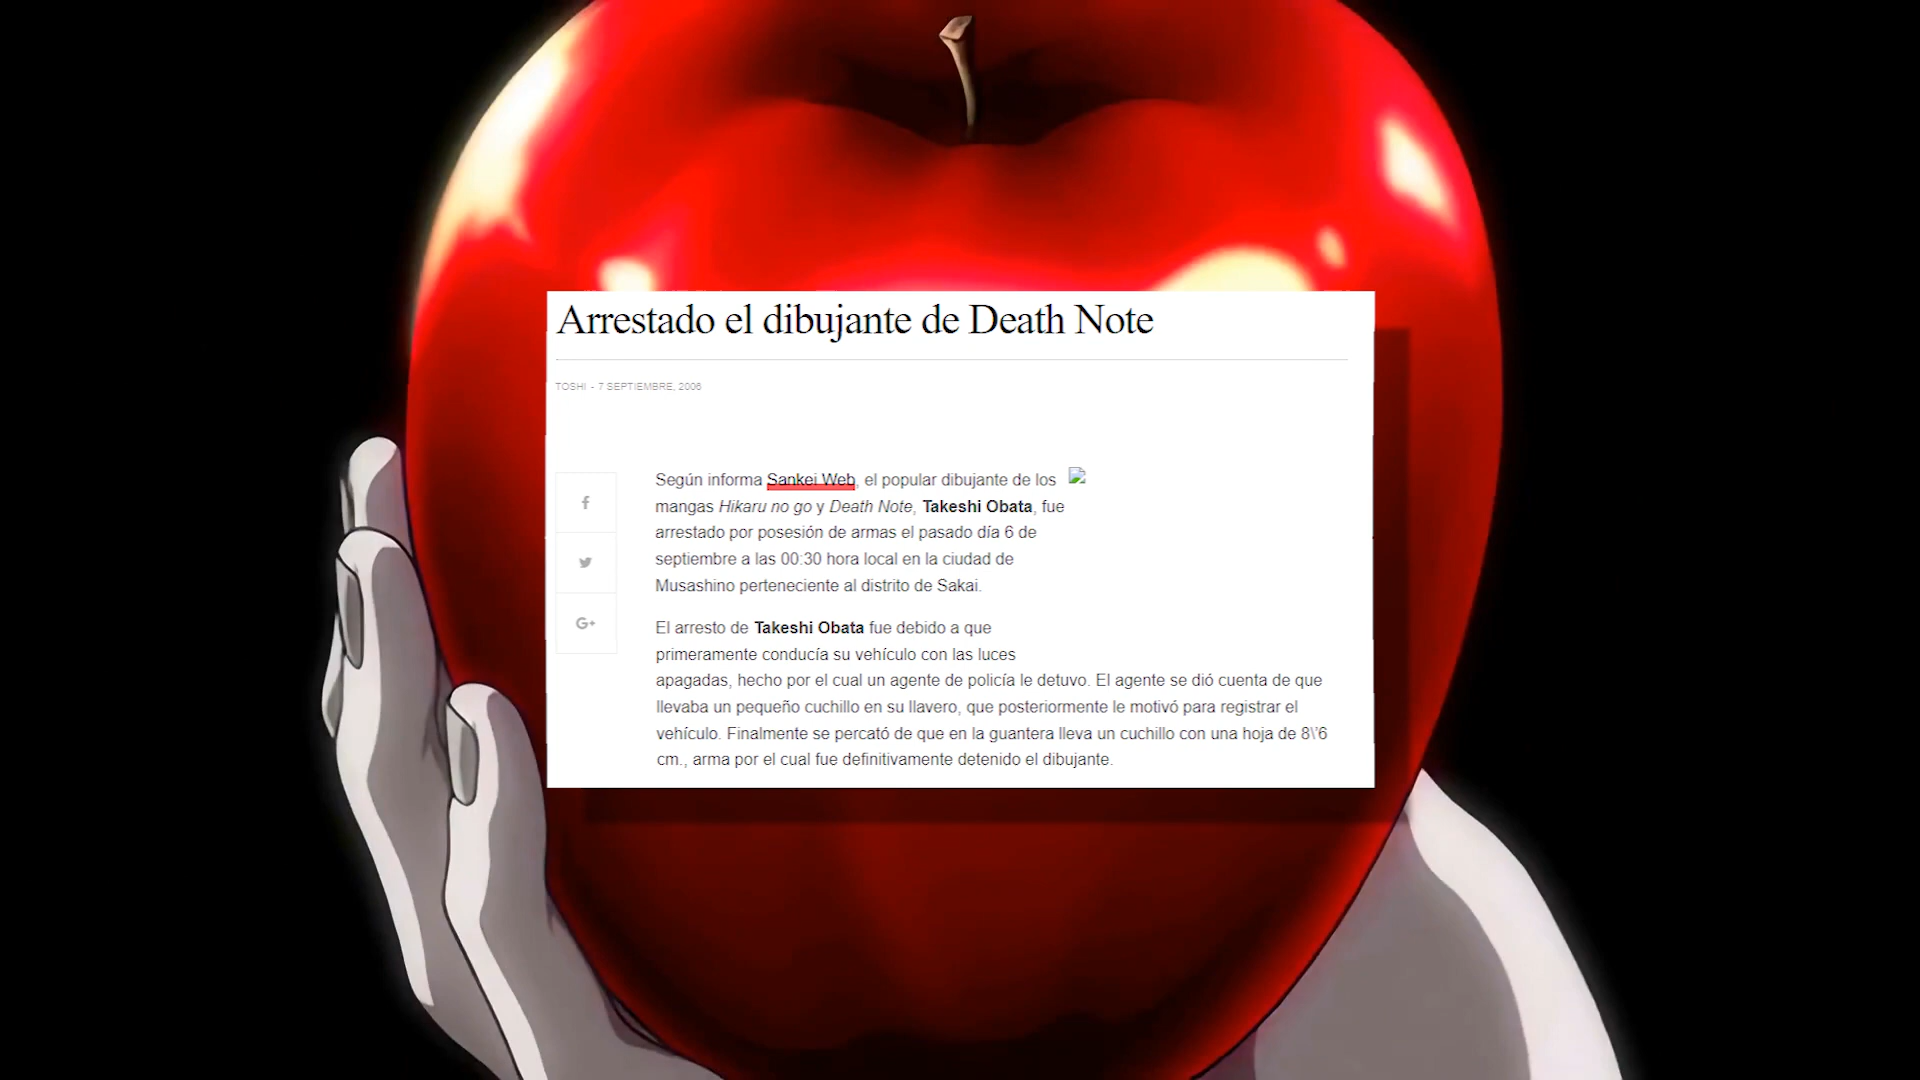 Arrestado el dibujante de Death Note
TOSHI - 7 SEPTIEMBRE, 2006
Según informa Sankei Web, el popular dibujante de los
mangas Hikaru no go y Death Note, Takeshi Obata, fue
arrestado por posesión de armas el pasado día 6 de
septiembre a las 00:30 hora local en la ciudad de
Musashino perteneciente al distrito de Sakai.
El arresto de Takeshi Obata fue debido a que
primeramente conducía su vehículo con las luces
apagadas, hecho por el cual un agente de policía le detuvo. El agente se dió cuenta de que
llevaba un pequeño cuchillo en su llavero, que posteriormente le motivó para registrar el
vehículo. Finalmente se percató de que en la guantera lleva un cuchillo con una hoja de 8\'6
cm., arma por el cual fue definitivamente detenido el dibujante.